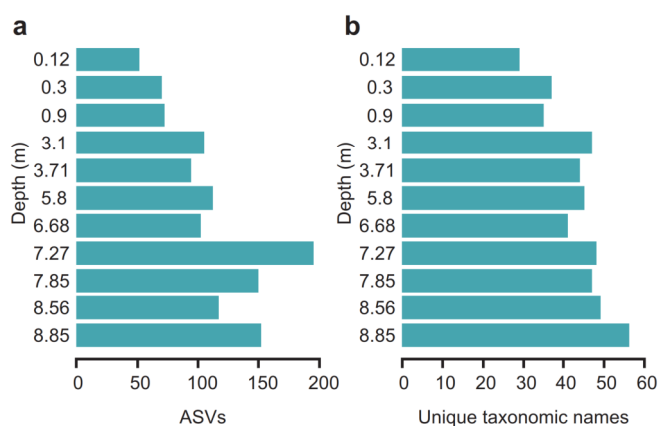 a
Depth (m)
0.12
0.3
0.9
3.1
3.71
5.8
6.68
7.27
7.85
8.56
8.85
0 50 100 150 200
ASVs
b
Depth (m)
0.12
0.3
0.9
3.1
3.71
5.8
6.68
7.27
7.85
8.56
8.85
0 10 20 30 40 50 60
Unique taxonomic names